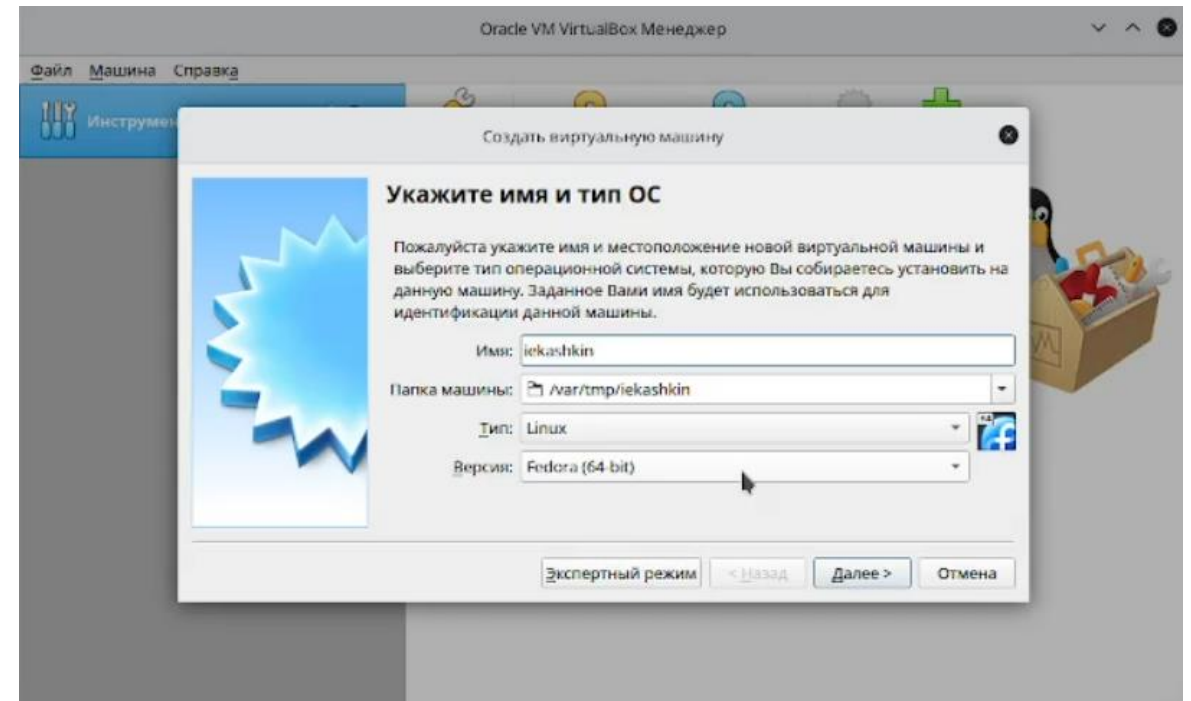 Oracle VM VirtualBox Менеджер
Файл Машина Справка
Создать виртуальную машину
Укажите имя и тип ОС
Пожалуйста укажите имя и местоположение новой виртуальной машины и
выберите тип операционной системы, которую Вы собираетесь установить на
данную машину. Заданное Вами имя будет использоваться для
идентификации данной машины.
Имя: iekashkin
Папка машины: /var/tmp/iekashkin
Тип: Linux
Версия: Fedora (64-bit)
Экспертный режим < Назад Далее > Отмена